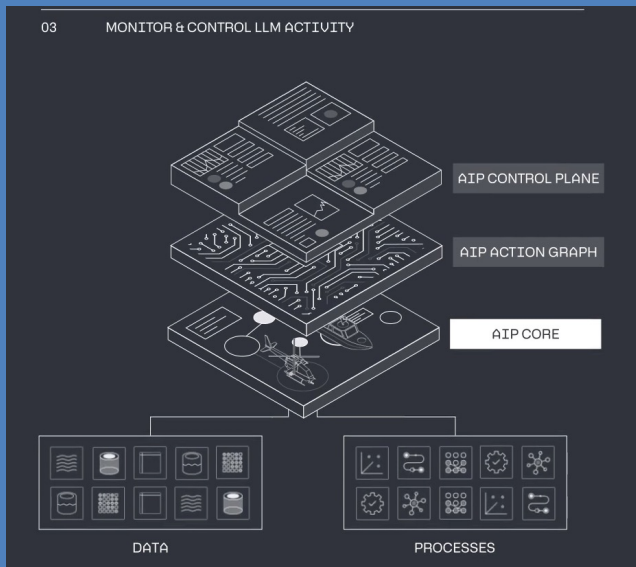 03 MONITOR & CONTROL LLM ACTIVITY
AIP CONTROL PLANE
AIP ACTION GRAPH
AIP CORE
DATA
PROCESSES